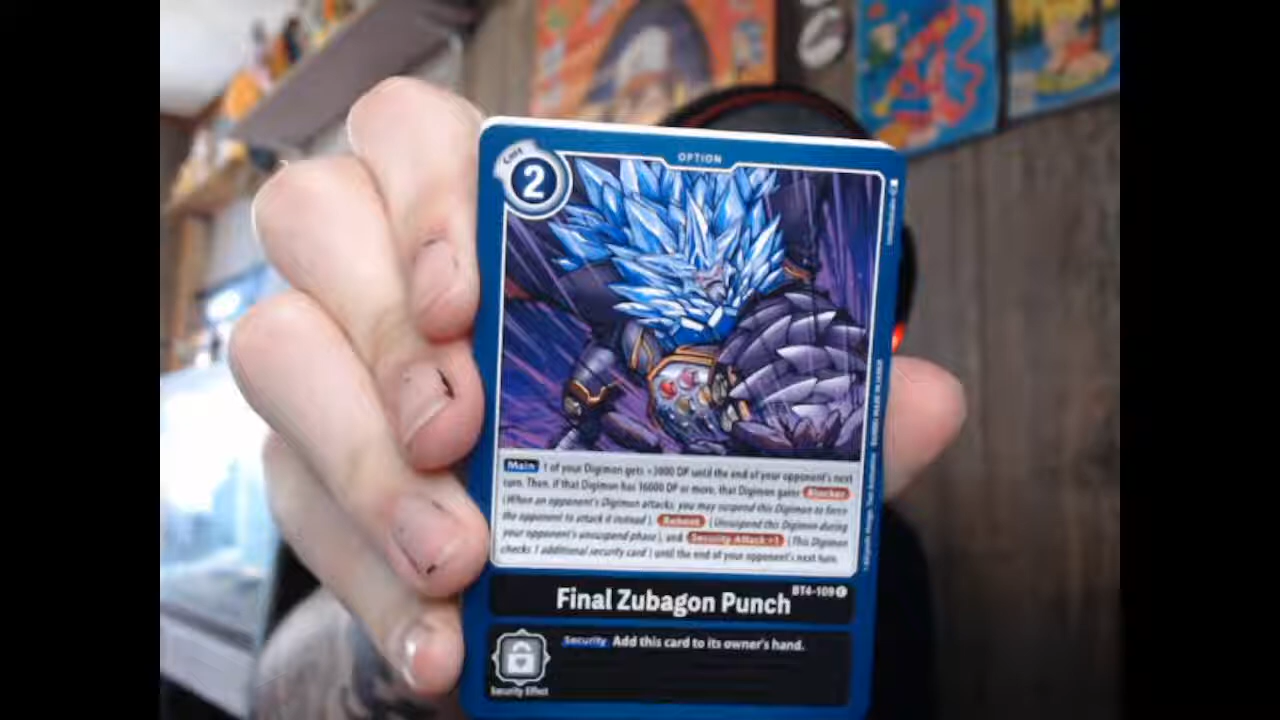 OPTION
Cost
2
Main 1 of your Digimon gets +3000 DP until the end of your opponent's next
turn. Then, if that Digimon has 16000 DP or more, that Digimon gains Blocker
(When an opponent's Digimon attacks, you may suspend this Digimon to force
the opponent to attack it instead.), Reboot (Unsuspend this Digimon during
your opponent's unsuspend phase), and Security Attack +1 (This Digimon
checks 1 additional security card) until the end of your opponent's next turn.
BT4-109 C
Final Zubagon Punch
Security Add this card to its owner's hand.
Security Effect